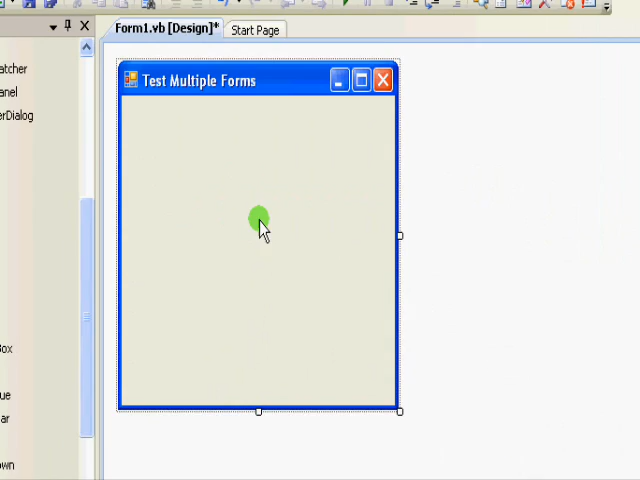 Form1.vb [Design]*
Start Page
Test Multiple Forms
atcher
anel
erDialog
Box
ue
ar
own